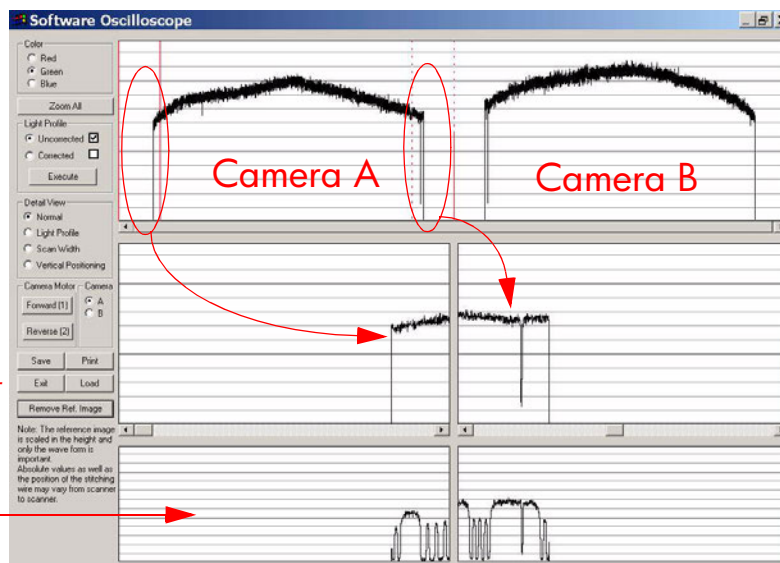 Software Oscilloscope
Color
Red
Green
Blue
Zoom All
Light Profile
Uncorrected
Corrected
Execute
Detail View
Normal
Light Profile
Scan Width
Vertical Positioning
Camera Motor
Camera
Forward (1)
A
B
Reverse (2)
Save
Print
Exit
Load
Remove Ref. Image
Note: The reference image
is scaled in the height and
only the wave form is
important.
Absolute values as well as
the position of the stitching
wire may vary from scanner
to scanner.
Camera A
Camera B